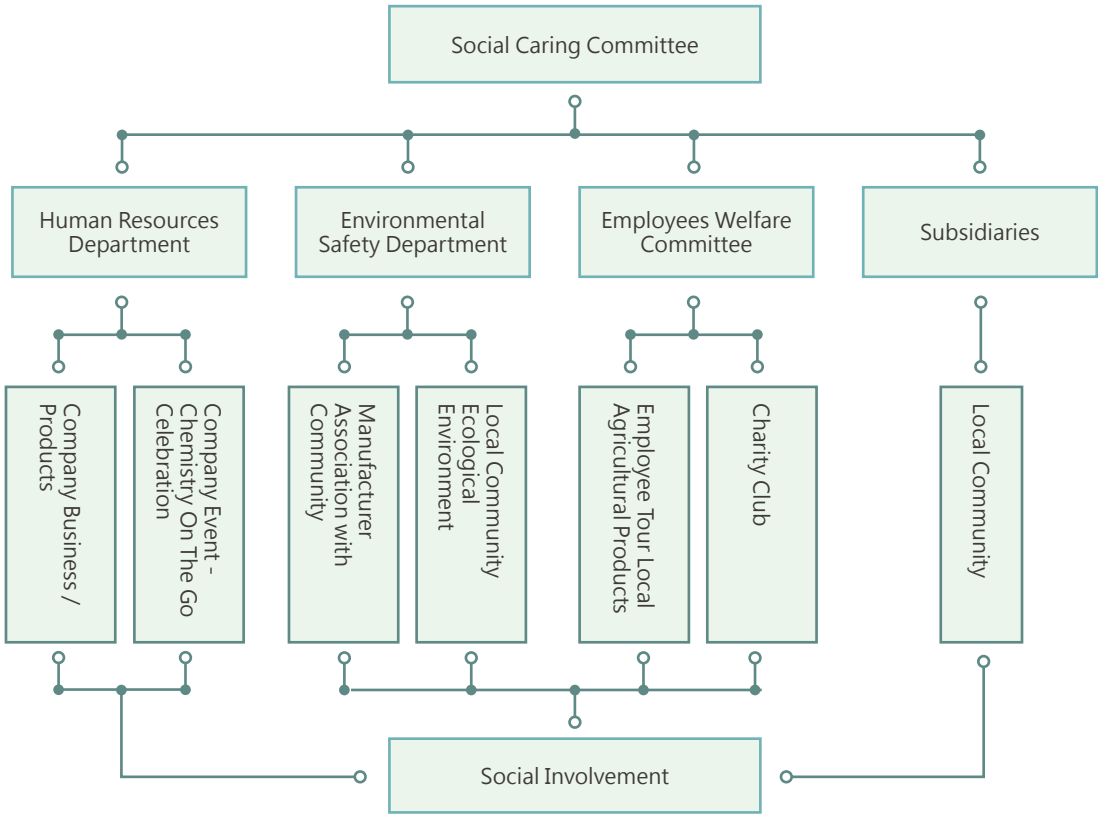 Social Caring Committee
Human Resources
Department
Environmental
Safety Department
Employees Welfare
Committee
Subsidiaries
Company Business /
Products
Company Event -
Chemistry On The Go
Celebration
Manufacturer
Association with
Community
Local Community
Ecological
Environment
Employee Tour Local
Agricultural Products
Charity Club
Local Community
Social Involvement